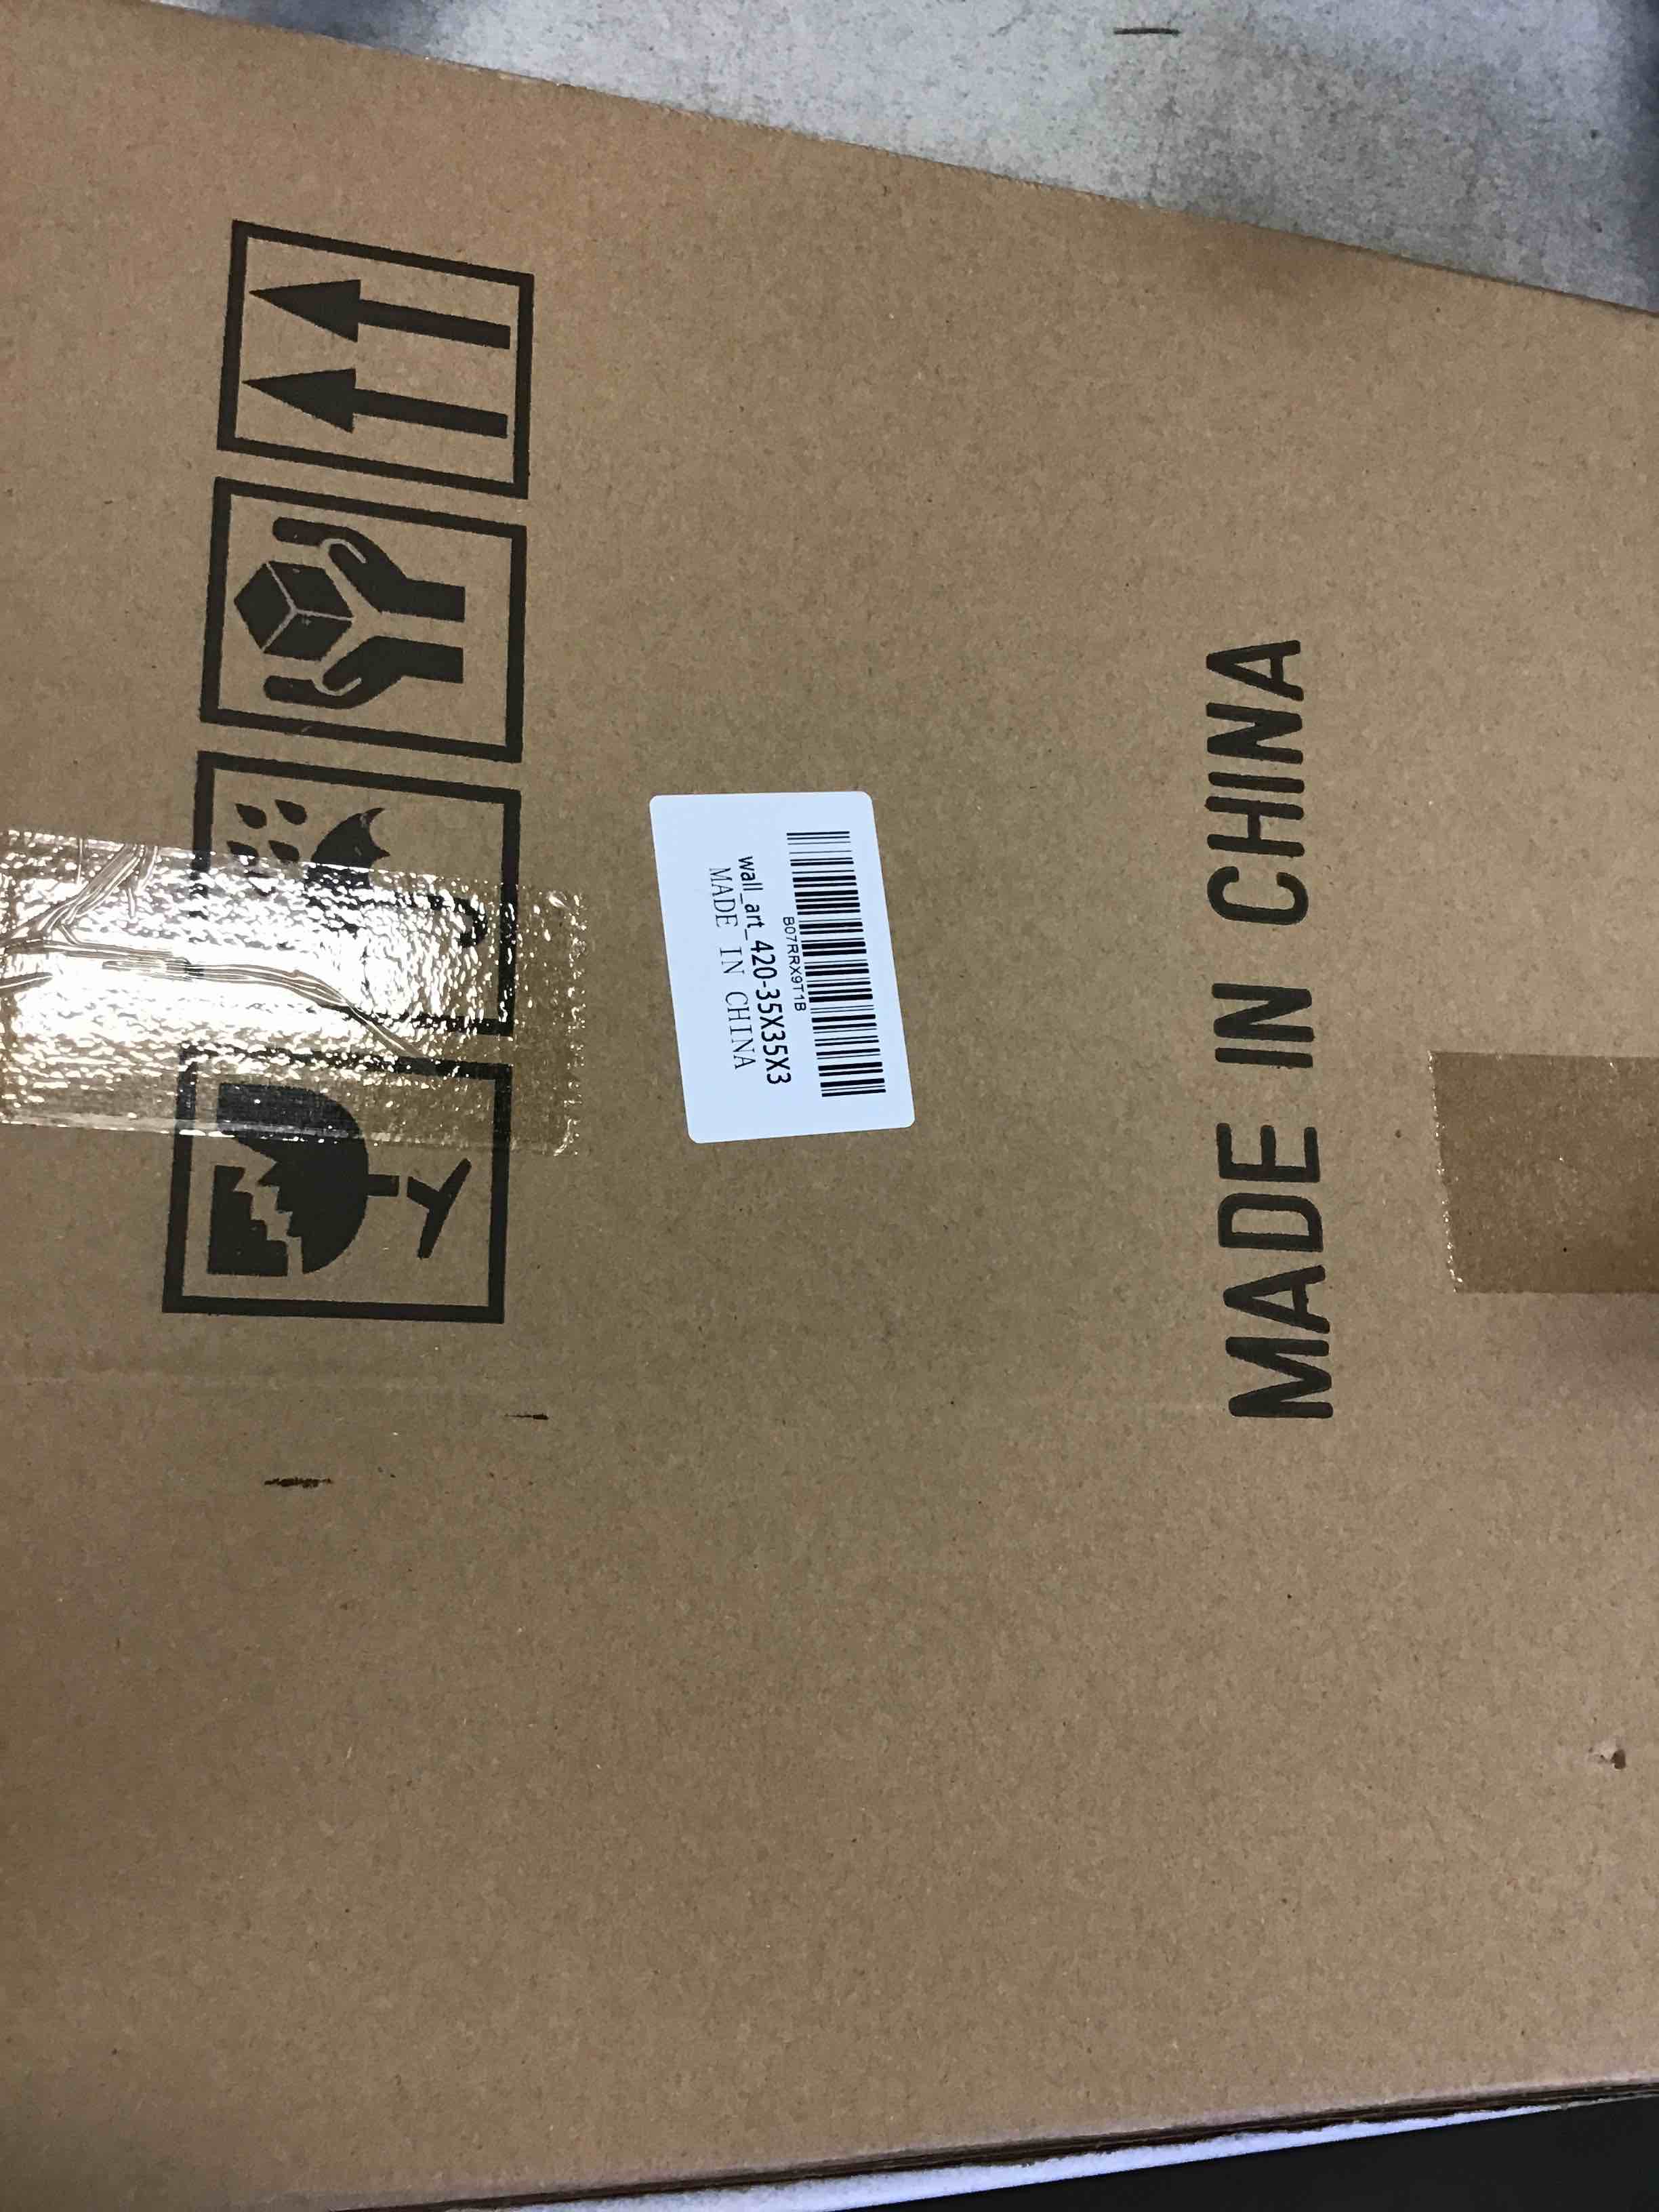 B07RRX9T1B
wall_art_420-35X35X3
MADE IN CHINA
MADE IN CHINA